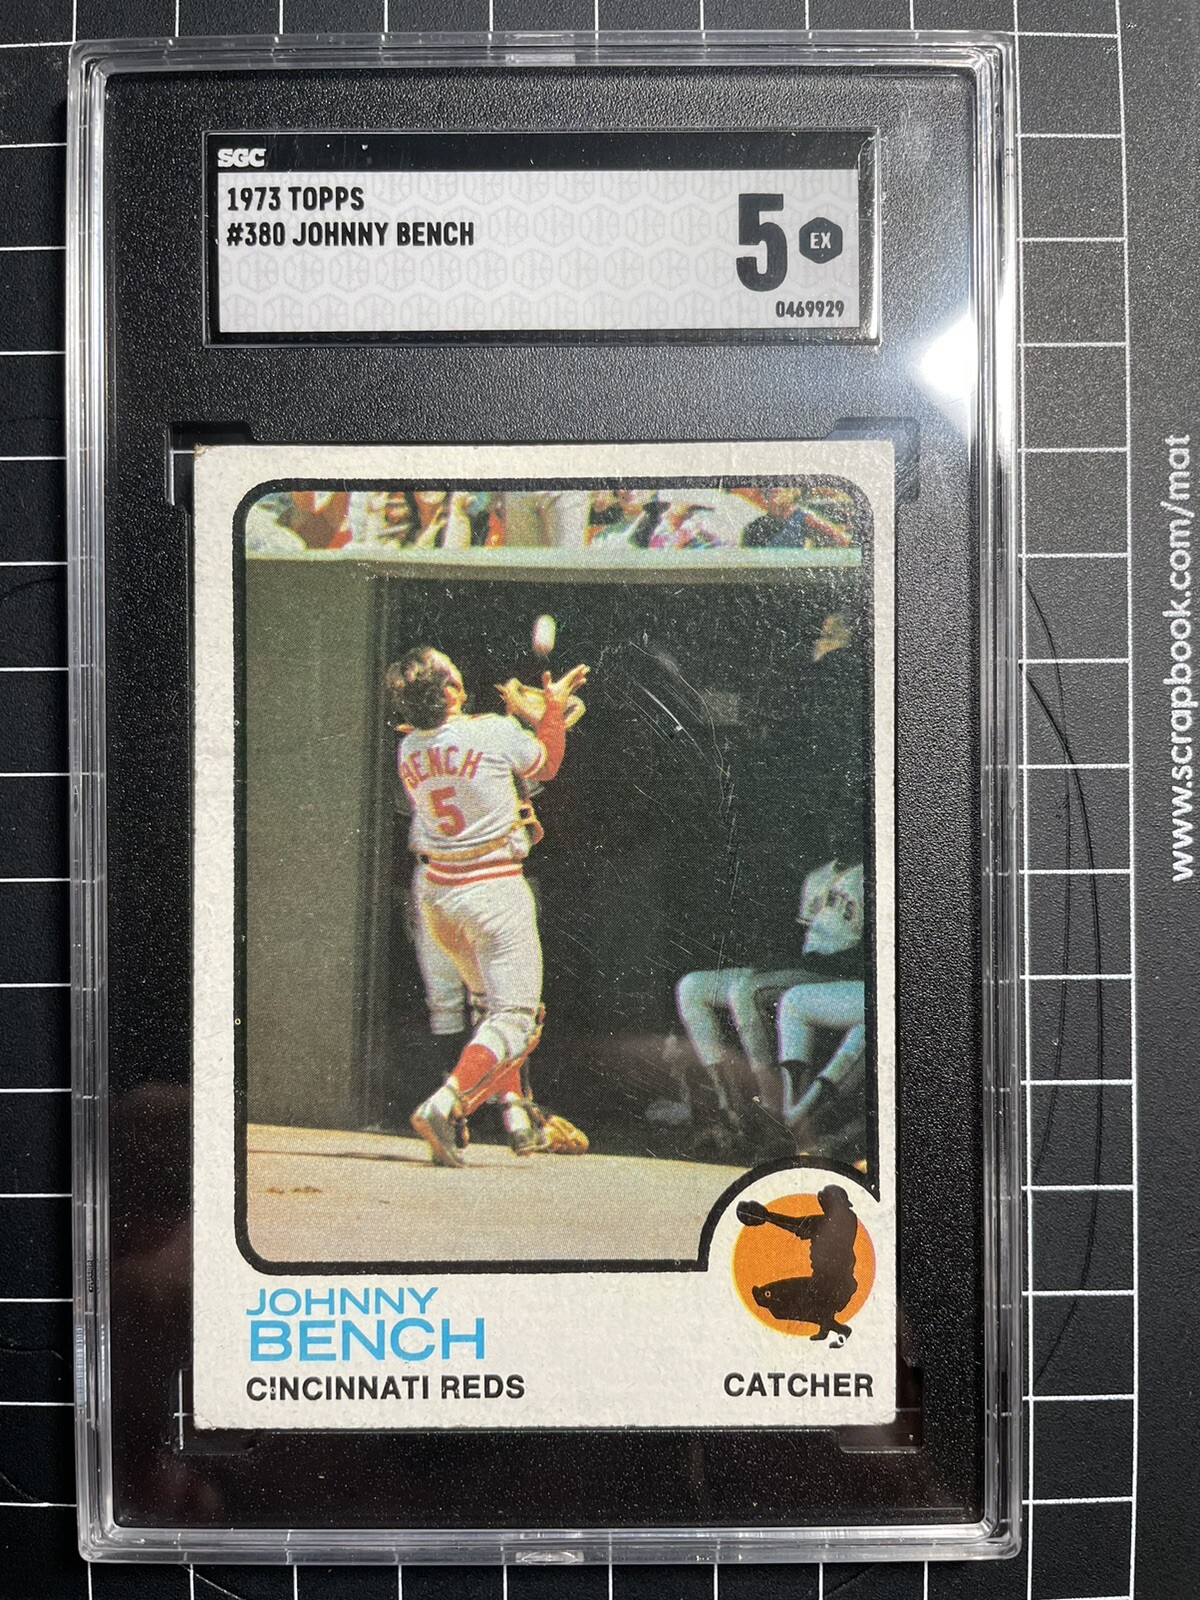 SGC
1973 TOPPS
#380 JOHNNY BENCH
5
EX
0469929
BENCH
5
JOHNNY
BENCH
CINCINNATI REDS
CATCHER
www.scrapbook.com/mat